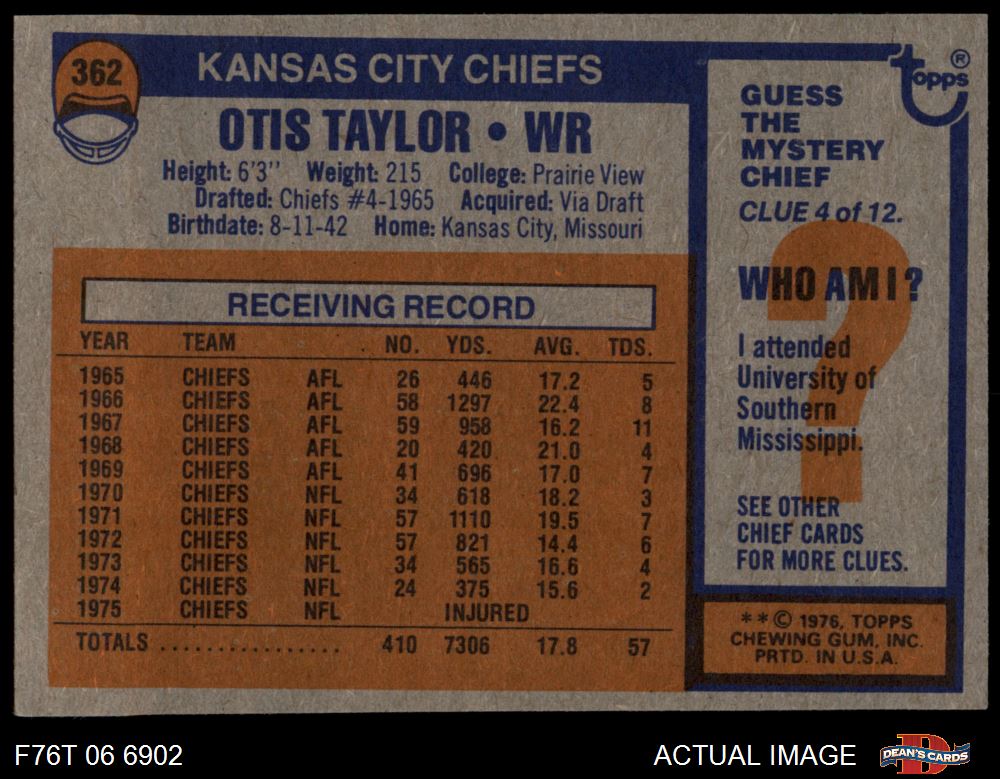 362
KANSAS CITY CHIEFS
OTIS TAYLOR • WR
Height: 6'3'' Weight: 215 College: Prairie View
Drafted: Chiefs #4-1965 Acquired: Via Draft
Birthdate: 8-11-42 Home: Kansas City, Missouri
RECEIVING RECORD
YEAR TEAM NO. YDS. AVG. TDS.
1965 CHIEFS AFL 26 446 17.2 5
1966 CHIEFS AFL 58 1297 22.4 8
1967 CHIEFS AFL 59 958 16.2 11
1968 CHIEFS AFL 20 420 21.0 4
1969 CHIEFS AFL 41 696 17.0 7
1970 CHIEFS NFL 34 618 18.2 3
1971 CHIEFS NFL 57 1110 19.5 7
1972 CHIEFS NFL 57 821 14.4 6
1973 CHIEFS NFL 34 565 16.6 4
1974 CHIEFS NFL 24 375 15.6 2
1975 CHIEFS NFL INJURED
TOTALS ................ 410 7306 17.8 57
Topps®
GUESS
THE
MYSTERY
CHIEF
CLUE 4 of 12.
?
WHO AM I?
I attended
University of
Southern
Mississippi.
SEE OTHER
CHIEF CARDS
FOR MORE CLUES.
**© 1976, TOPPS
CHEWING GUM, INC.
PRTD. IN U.S.A.
F76T 06 6902
ACTUAL IMAGE
DEAN'S CARDS